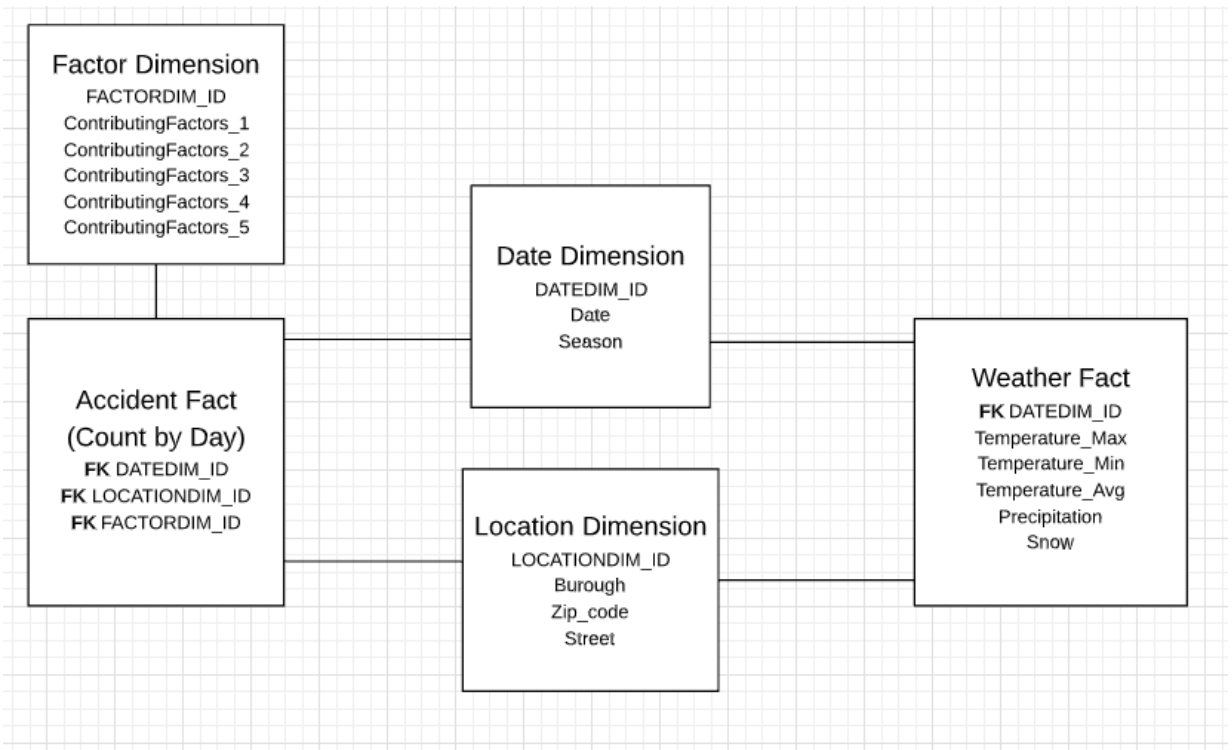 Factor Dimension
FACTORDIM_ID
ContributingFactors_1
ContributingFactors_2
ContributingFactors_3
ContributingFactors_4
ContributingFactors_5
Accident Fact
(Count by Day)
FK DATEDIM_ID
FK LOCATIONDIM_ID
FK FACTORDIM_ID
Date Dimension
DATEDIM_ID
Date
Season
Location Dimension
LOCATIONDIM_ID
Burough
Zip_code
Street
Weather Fact
FK DATEDIM_ID
Temperature_Max
Temperature_Min
Temperature_Avg
Precipitation
Snow